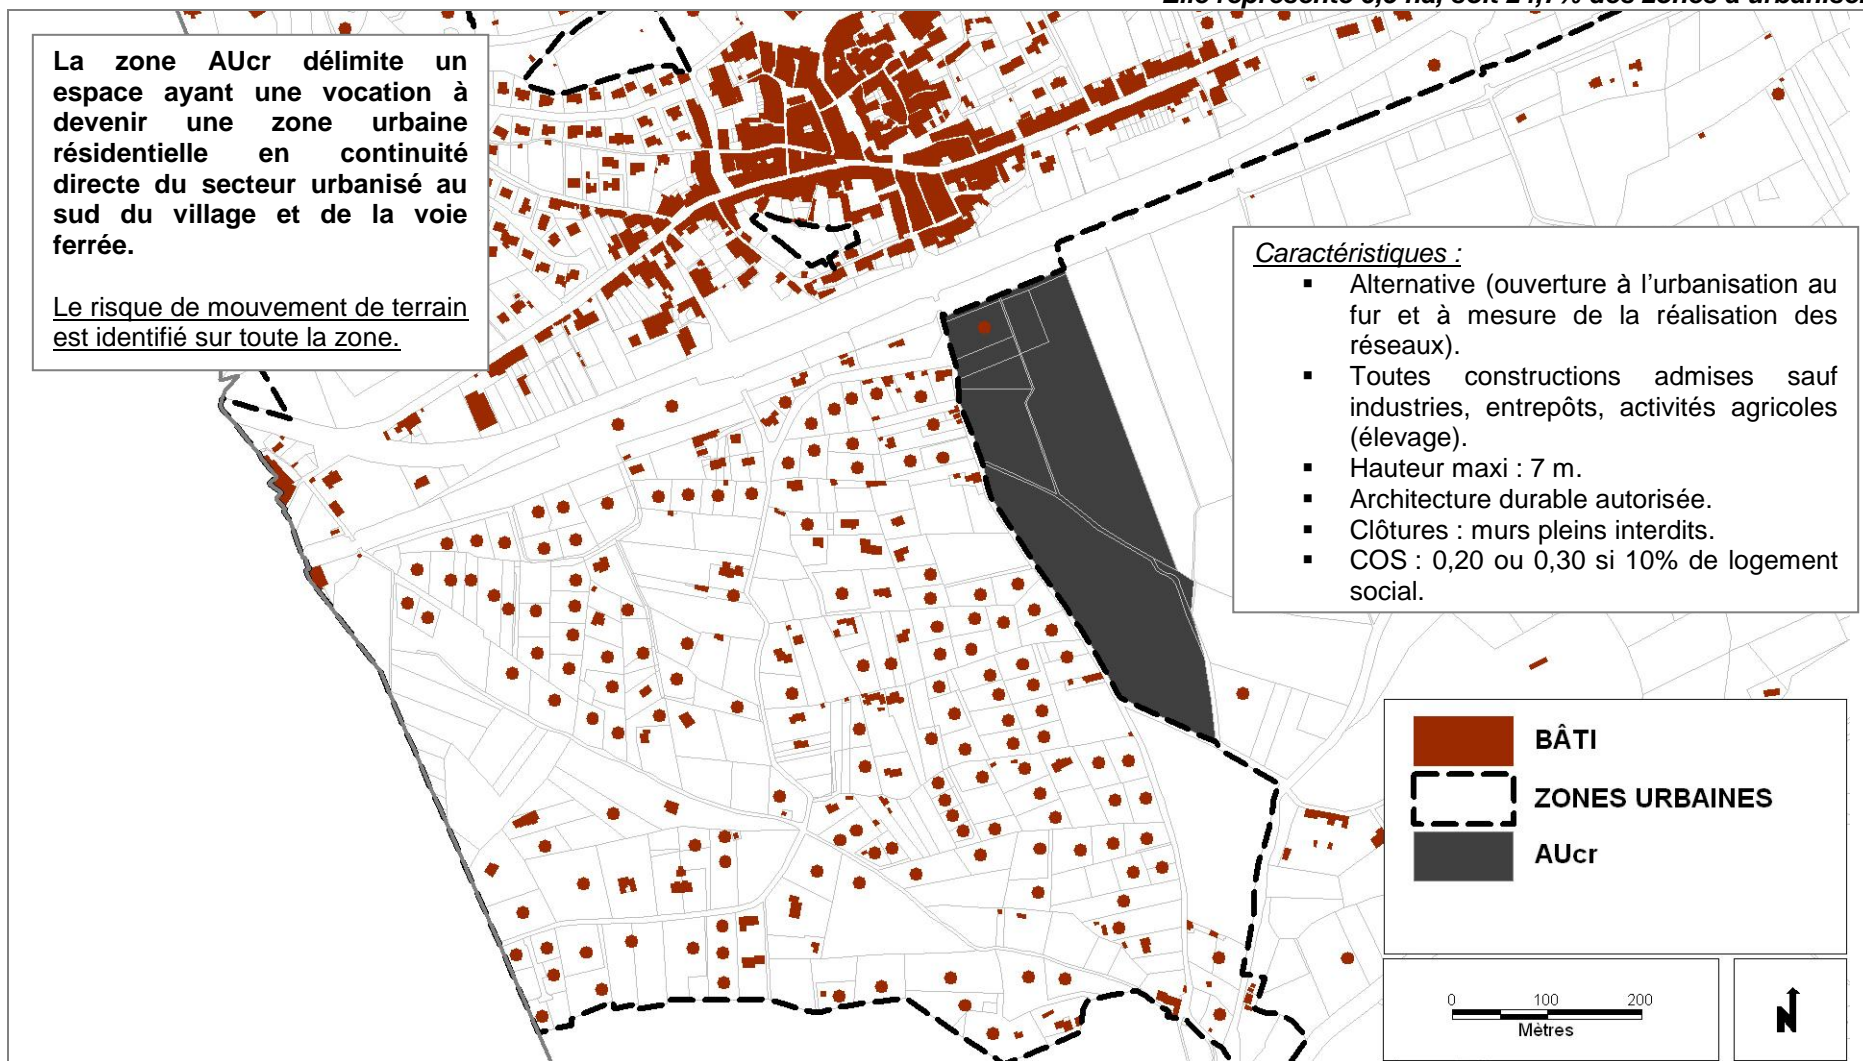 La zone AUcr délimite un
espace ayant une vocation à
devenir une zone urbaine
résidentielle en continuité
directe du secteur urbanisé au
sud du village et de la voie
ferrée.
Le risque de mouvement de terrain
est identifié sur toute la zone.
Caractéristiques :
▪ Alternative (ouverture à l'urbanisation au
fur et à mesure de la réalisation des
réseaux).
▪ Toutes constructions admises sauf
industries, entrepôts, activités agricoles
(élevage).
▪ Hauteur maxi : 7 m.
▪ Architecture durable autorisée.
▪ Clôtures : murs pleins interdits.
▪ COS : 0,20 ou 0,30 si 10% de logement
social.
BÂTI
ZONES URBAINES
AUcr
0 100 200
Mètres
N